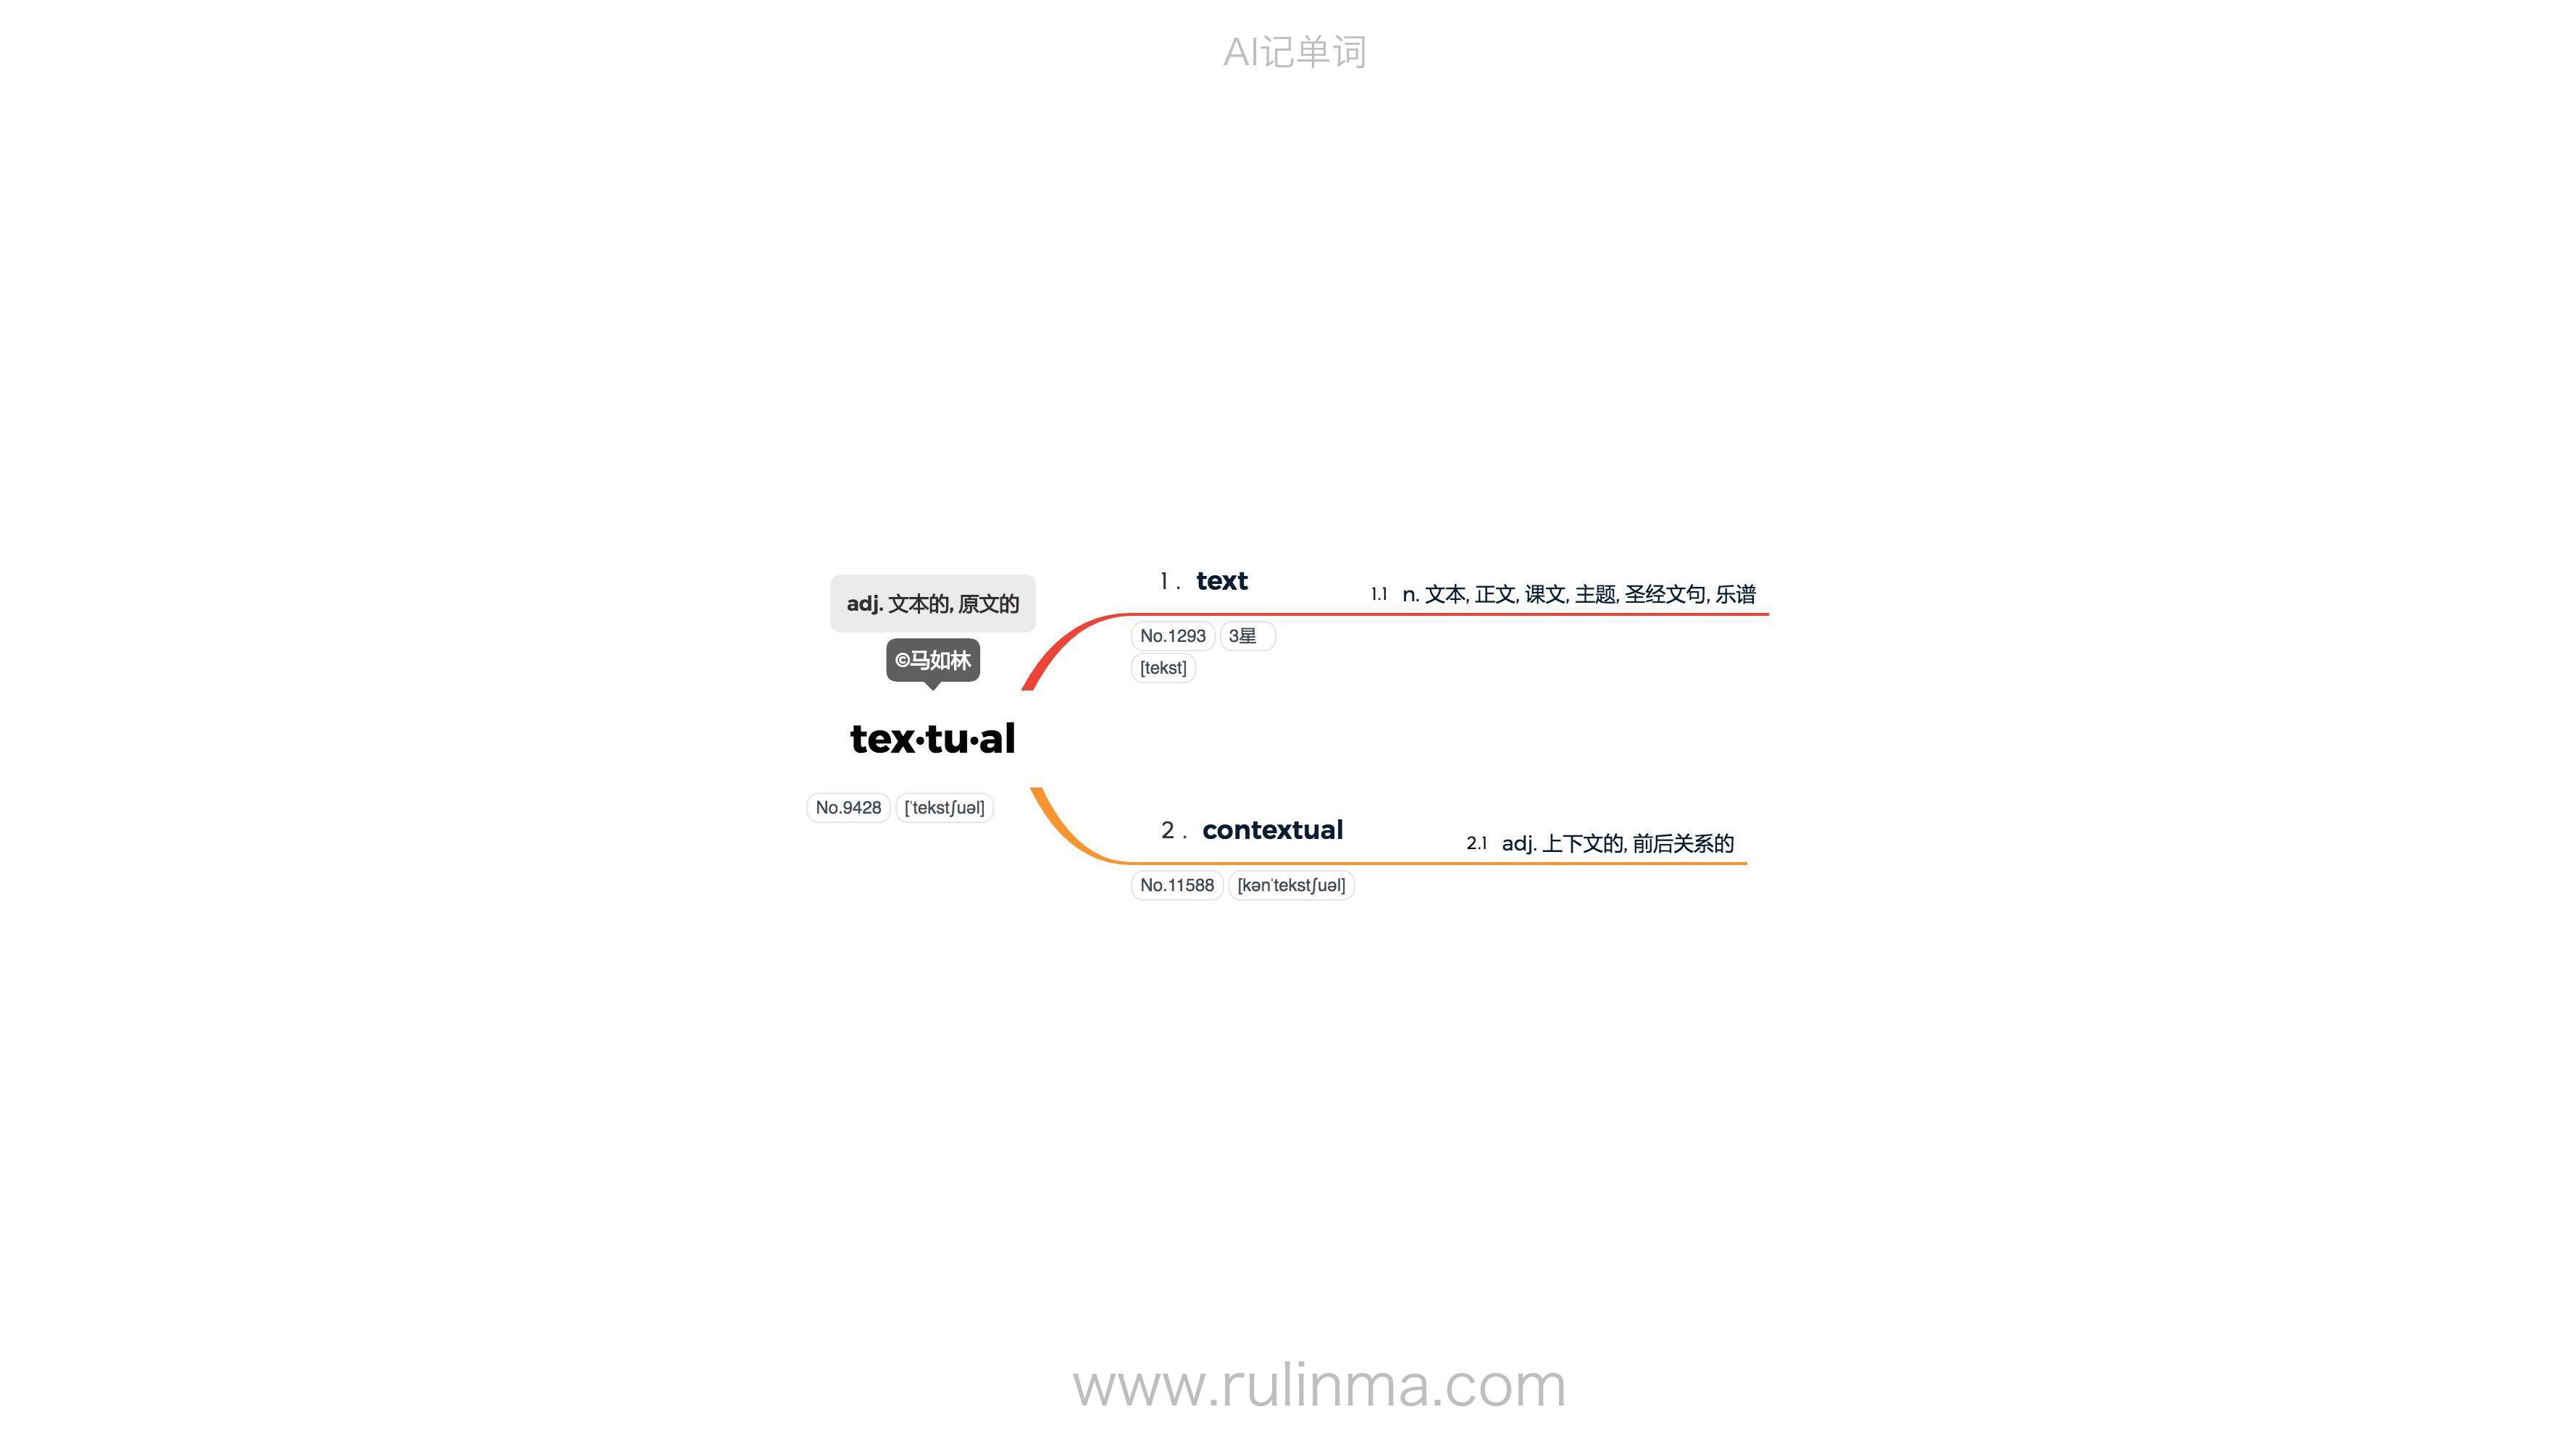 AI记单词
adj. 文本的, 原文的
©马如林
tex·tu·al
No.9428 [ˈtekstʃuəl]
1 . text
1.1 n. 文本, 正文, 课文, 主题, 圣经文句, 乐谱
No.1293 3星
[tekst]
2 . contextual
2.1 adj. 上下文的, 前后关系的
No.11588 [kənˈtekstʃuəl]
www.rulinma.com